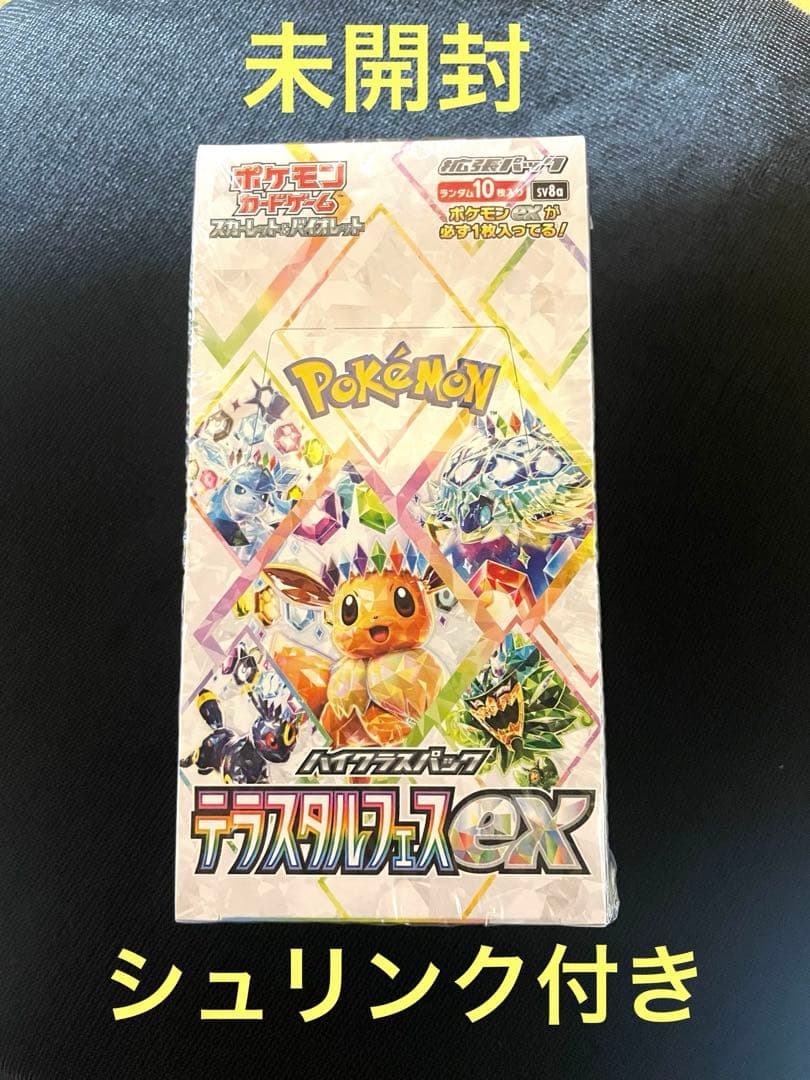 未開封
ポケモン
カードゲーム
スカーレット&バイオレット
拡張パック
ランダム10枚入り SV8a
ポケモンexが
必ず1枚入ってる!
POKéMON
TM
ハイクラスパック
テラスタル・フェスex
シュリンク付き